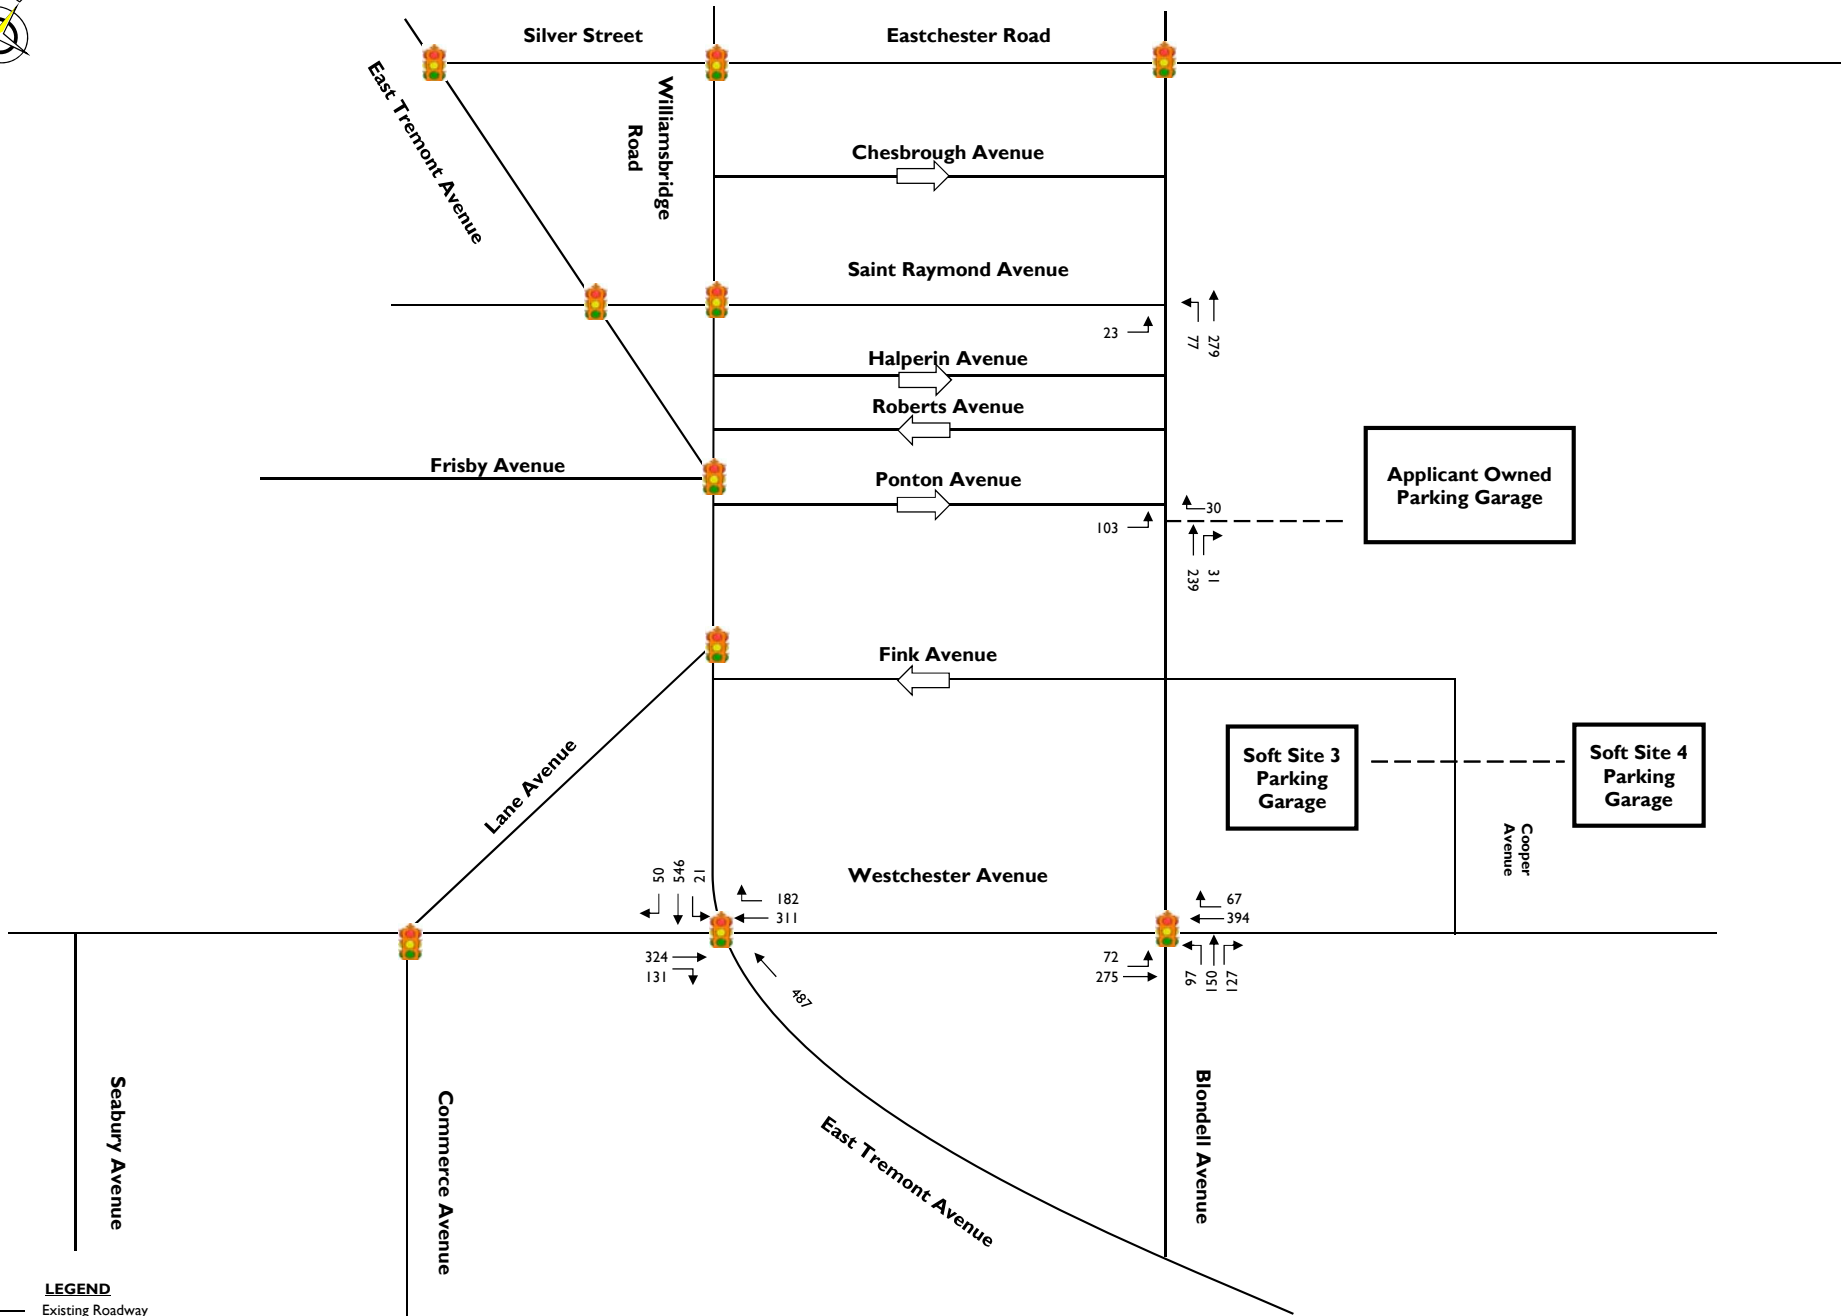 Silver Street
Eastchester Road
East Tremont Avenue
Williamsbridge
Road
Chesbrough Avenue
Saint Raymond Avenue
23
77
279
Halperin Avenue
Roberts Avenue
Frisby Avenue
Ponton Avenue
Applicant Owned
Parking Garage
30
103
239
31
Fink Avenue
Lane Avenue
Soft Site 3
Parking
Garage
Soft Site 4
Parking
Garage
Cooper
Avenue
Westchester Avenue
50
546
21
182
311
67
394
324
131
487
72
275
97
150
127
Seabury Avenue
Commerce Avenue
East Tremont Avenue
Blondell Avenue
LEGEND
Existing Roadway